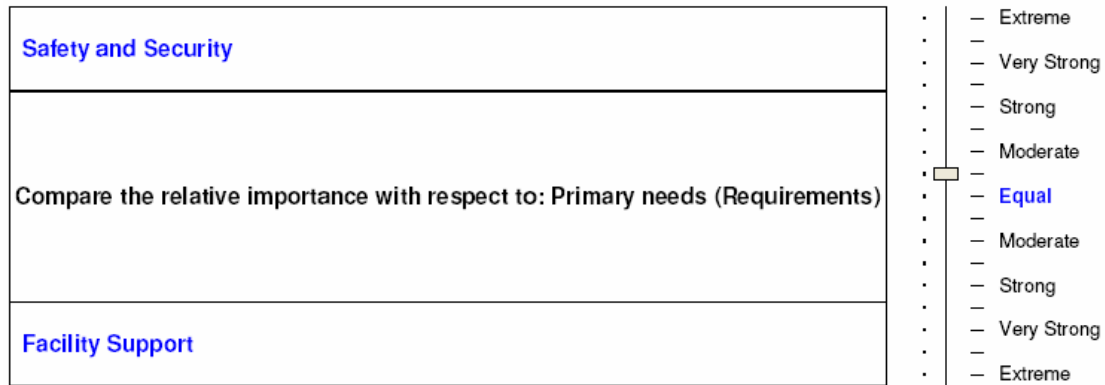 Safety and Security
Compare the relative importance with respect to: Primary needs (Requirements)
Facility Support
Extreme
Very Strong
Strong
Moderate
Equal
Moderate
Strong
Very Strong
Extreme